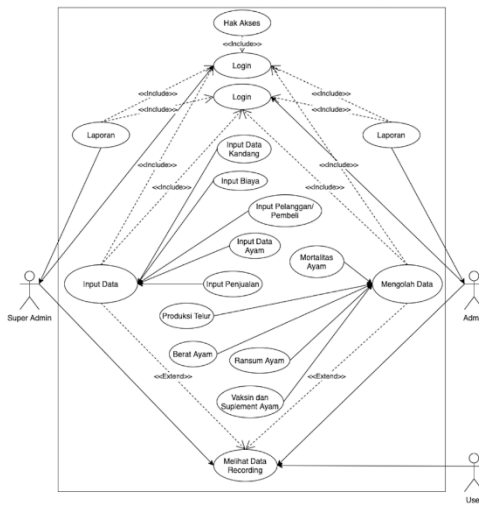 Hak Akses
<<Include>>
Login
Login
<<Include>>
<<Include>>
<<Include>>
<<Include>>
Laporan
Laporan
Input Data
Kandang
<<Include>>
<<Include>>
Input Biaya
<<Include>>
<<Include>>
Input Pelanggan/
Pembeli
Input Data
Ayam
Mortalitas
Ayam
Input Data
Input Penjualan
Mengolah Data
Super Admin
Produksi Telur
Berat Ayam
Ransum Ayam
<<Extend>>
<<Extend>>
Vaksin dan
Suplement Ayam
Melihat Data
Recording